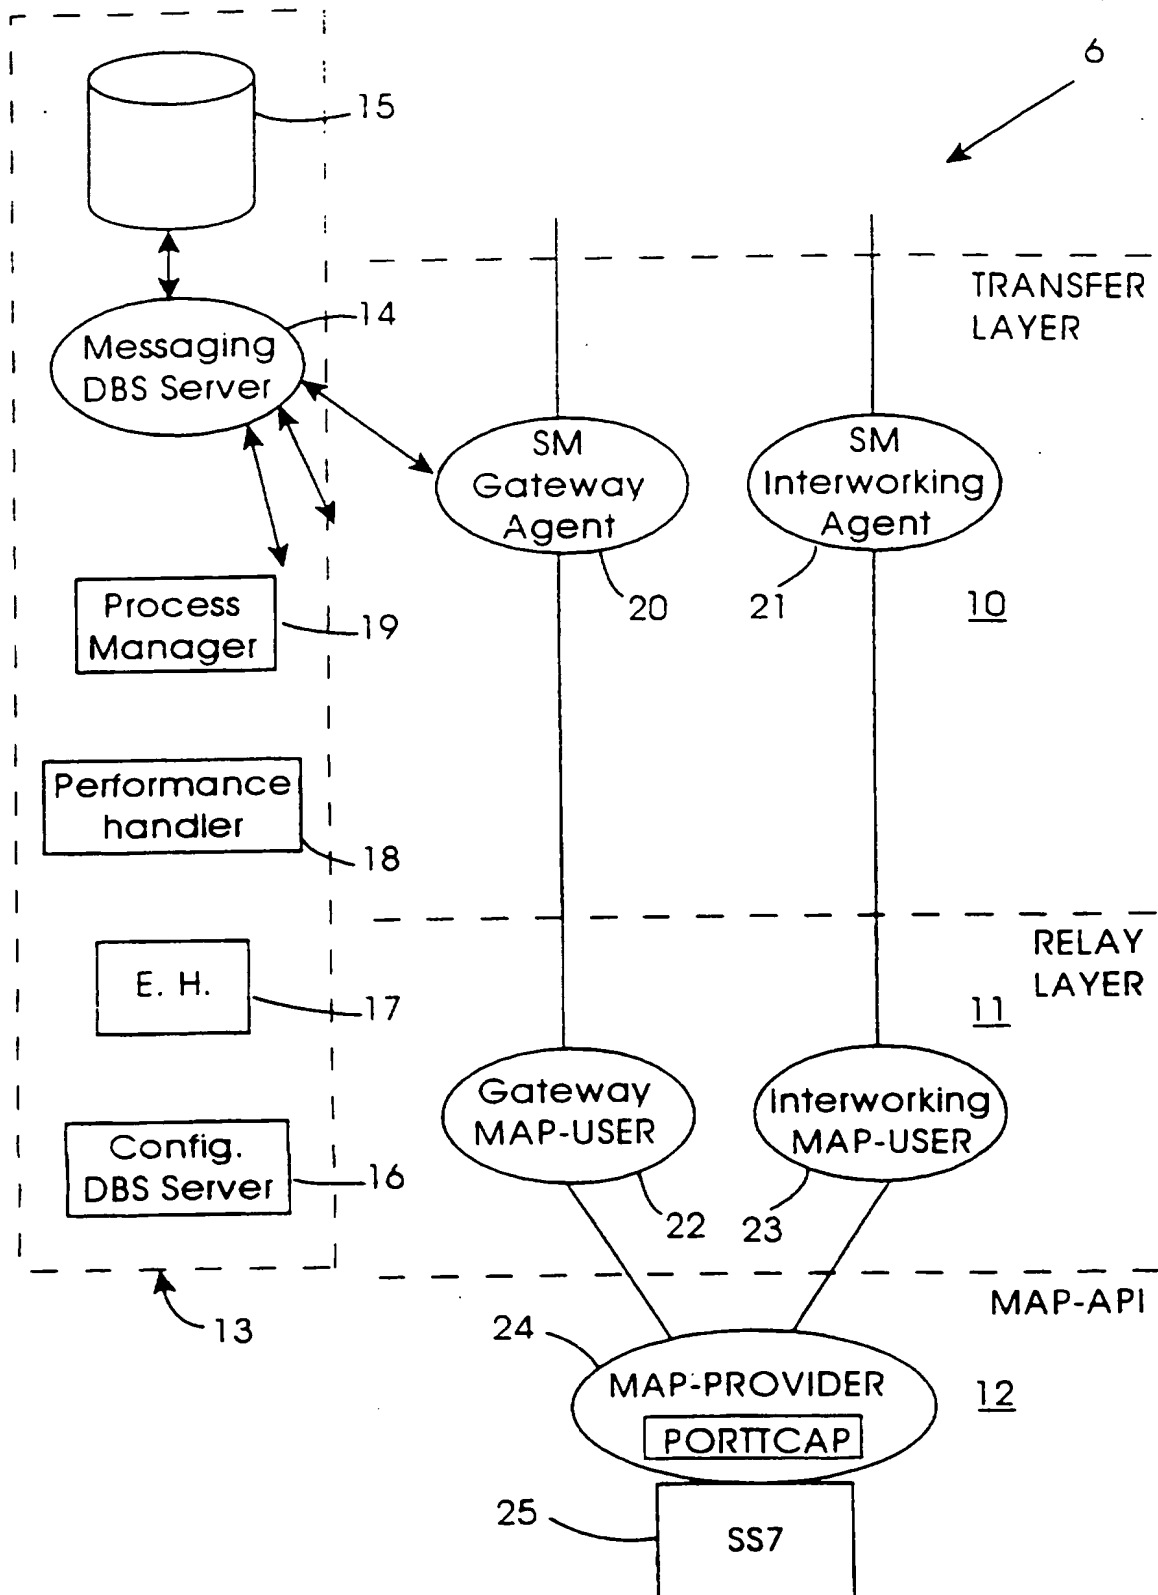 6
15
TRANSFER
LAYER
14
Messaging
DBS Server
SM
Gateway
Agent
SM
Interworking
Agent
20
21
10
Process
Manager
19
Performance
handler
18
RELAY
LAYER
E. H.
17
11
Gateway
MAP-USER
Interworking
MAP-USER
Config.
DBS Server
16
22
23
MAP-API
13
24
MAP-PROVIDER
12
PORTTCAP
25
SS7